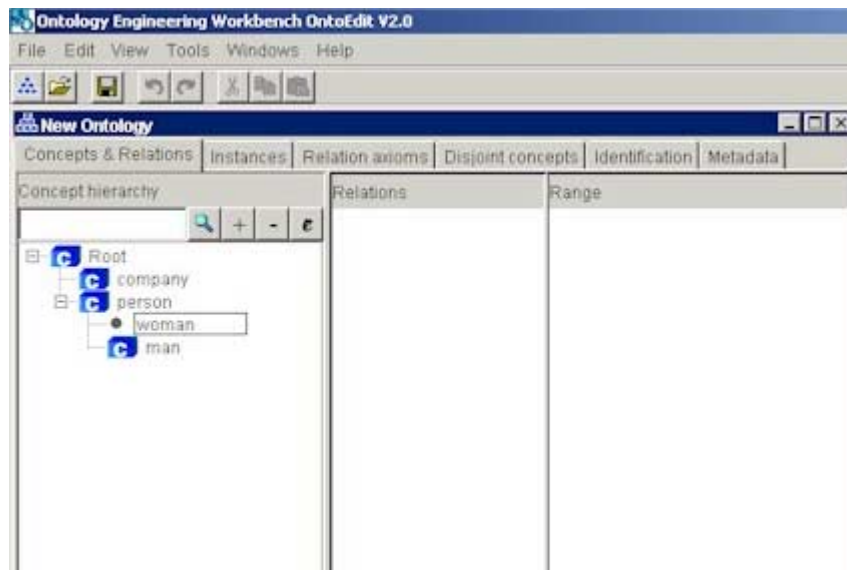 Ontology Engineering Workbench OntoEdit V2.0
File Edit View Tools Windows Help
New Ontology
Concepts & Relations Instances Relation axioms Disjoint concepts Identification Metadata
Concept hierarchy Relations Range
+ - e
Root
company
person
woman
man